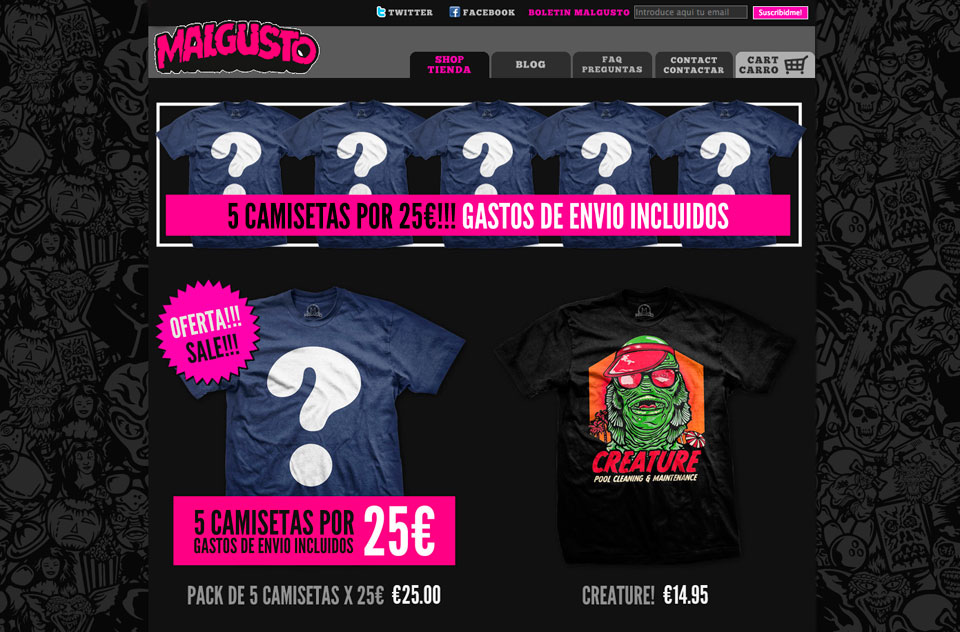 TWITTER FACEBOOK BOLETIN MALGUSTO Introduce aqui tu email Suscribidme!
MALGUSTO
SHOP
TIENDA
BLOG
FAQ
PREGUNTAS
CONTACT
CONTACTAR
CART
CARRO
? ? ? ? ?
5 CAMISETAS POR 25€!!! GASTOS DE ENVIO INCLUIDOS
OFERTA!!!
SALE!!!
?
5 CAMISETAS POR 25€
GASTOS DE ENVIO INCLUIDOS
PACK DE 5 CAMISETAS X 25€ €25.00
CREATURE
POOL CLEANING & MAINTENANCE
CREATURE! €14.95